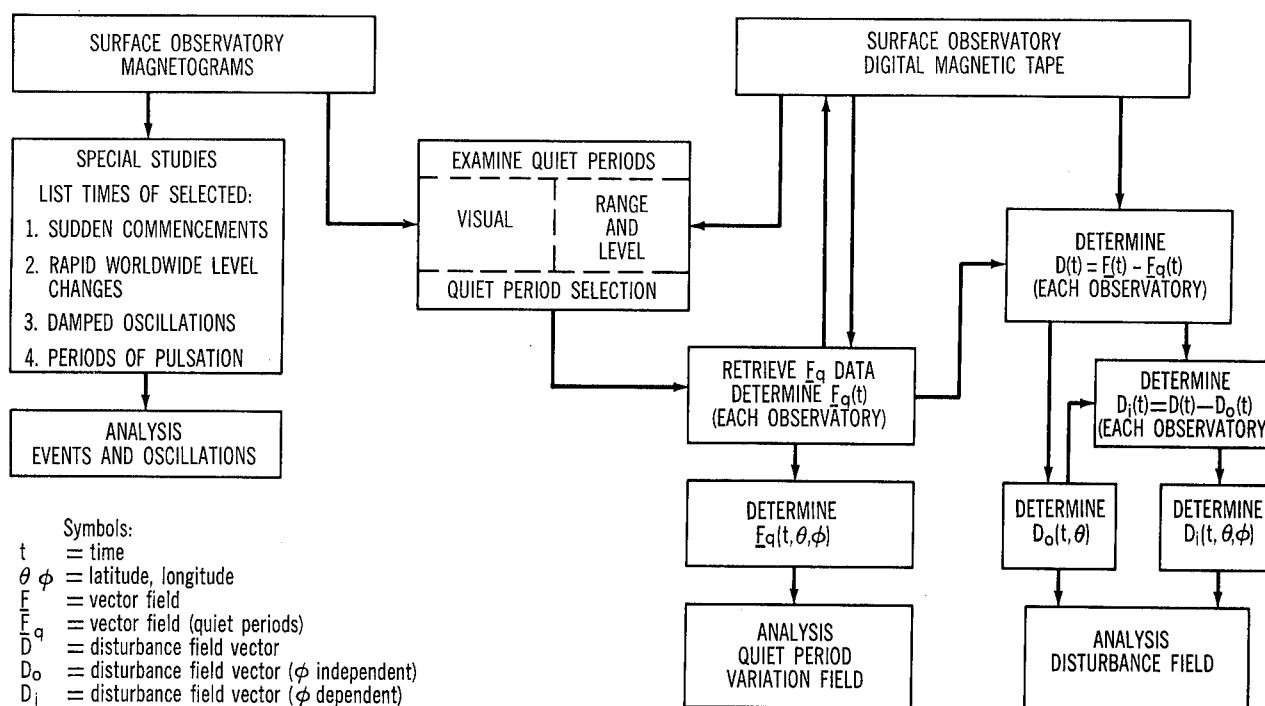 SURFACE OBSERVATORY
MAGNETOGRAMS
SURFACE OBSERVATORY
DIGITAL MAGNETIC TAPE
SPECIAL STUDIES
LIST TIMES OF SELECTED:
1. SUDDEN COMMENCEMENTS
2. RAPID WORLDWIDE LEVEL
CHANGES
3. DAMPED OSCILLATIONS
4. PERIODS OF PULSATION
EXAMINE QUIET PERIODS
VISUAL
RANGE
AND
LEVEL
QUIET PERIOD SELECTION
DETERMINE
D(t) = F(t) - Fq(t)
(EACH OBSERVATORY)
RETRIEVE Fq DATA
DETERMINE Fq(t)
(EACH OBSERVATORY)
DETERMINE
Di(t)=D(t)-Do(t)
(EACH OBSERVATORY)
ANALYSIS
EVENTS AND OSCILLATIONS
DETERMINE
Fq(t,θ,ϕ)
DETERMINE
Do(t,θ)
DETERMINE
Di(t,θ,ϕ)
ANALYSIS
QUIET PERIOD
VARIATION FIELD
ANALYSIS
DISTURBANCE FIELD
Symbols:
t = time
θ ϕ = latitude, longitude
F = vector field
Fq = vector field (quiet periods)
D = disturbance field vector
Do = disturbance field vector (ϕ independent)
Di = disturbance field vector (ϕ dependent)